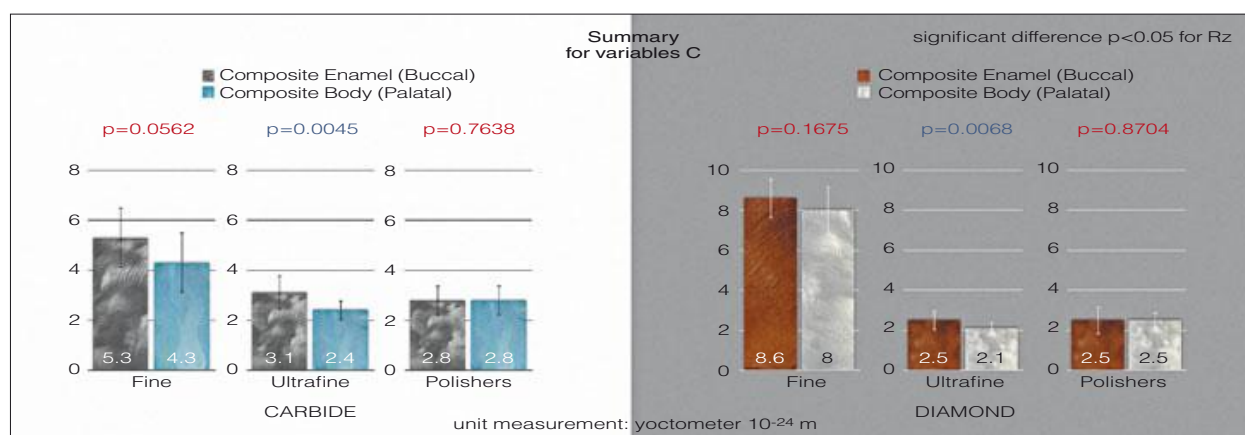 Summary
for variables C
significant difference p<0.05 for Rz
Composite Enamel (Buccal)
Composite Body (Palatal)
p=0.0562 p=0.0045 p=0.7638
8 8 8
6 6 6
4 4 4
2 2 2
0 0 0
5.3 4.3 3.1 2.4 2.8 2.8
Fine Ultrafine Polishers
CARBIDE
Composite Enamel (Buccal)
Composite Body (Palatal)
p=0.1675 p=0.0068 p=0.8704
10 10 10
8 8 8
6 6 6
4 4 4
2 2 2
0 0 0
8.6 8 2.5 2.1 2.5 2.5
Fine Ultrafine Polishers
DIAMOND
unit measurement: yoctometer 10-24 m